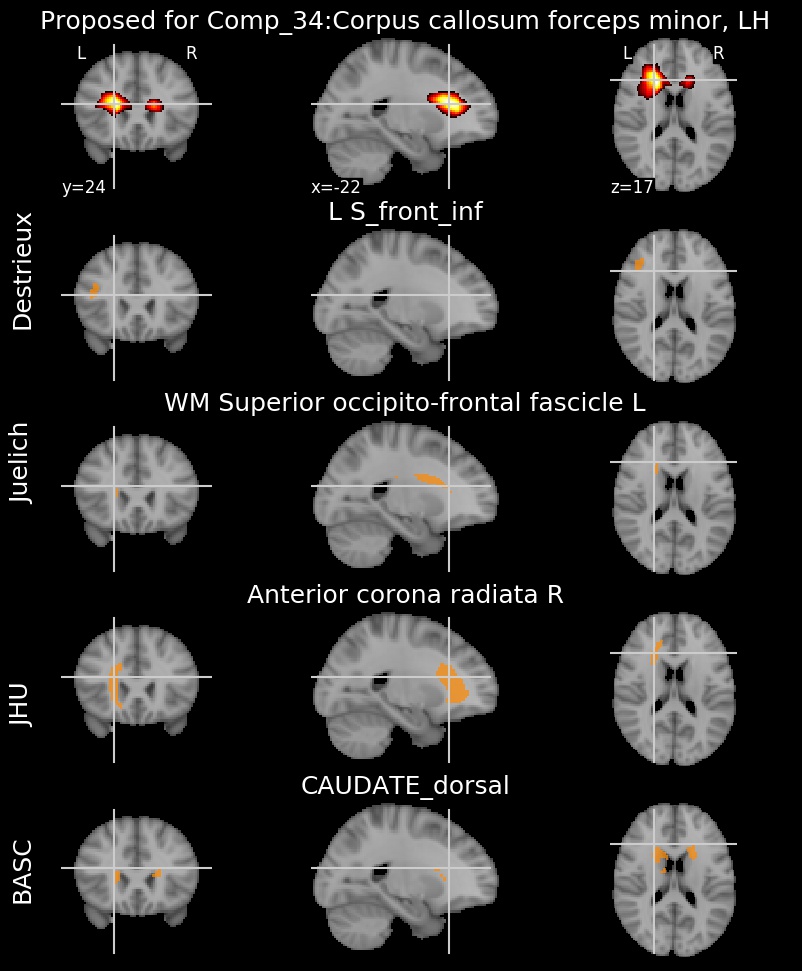 Proposed for Comp_34:Corpus callosum forceps minor, LH
L R L R
y=24 x=-22 z=17
L S_front_inf
Destrieux
WM Superior occipito-frontal fascicle L
Juelich
Anterior corona radiata R
JHU
CAUDATE_dorsal
BASC